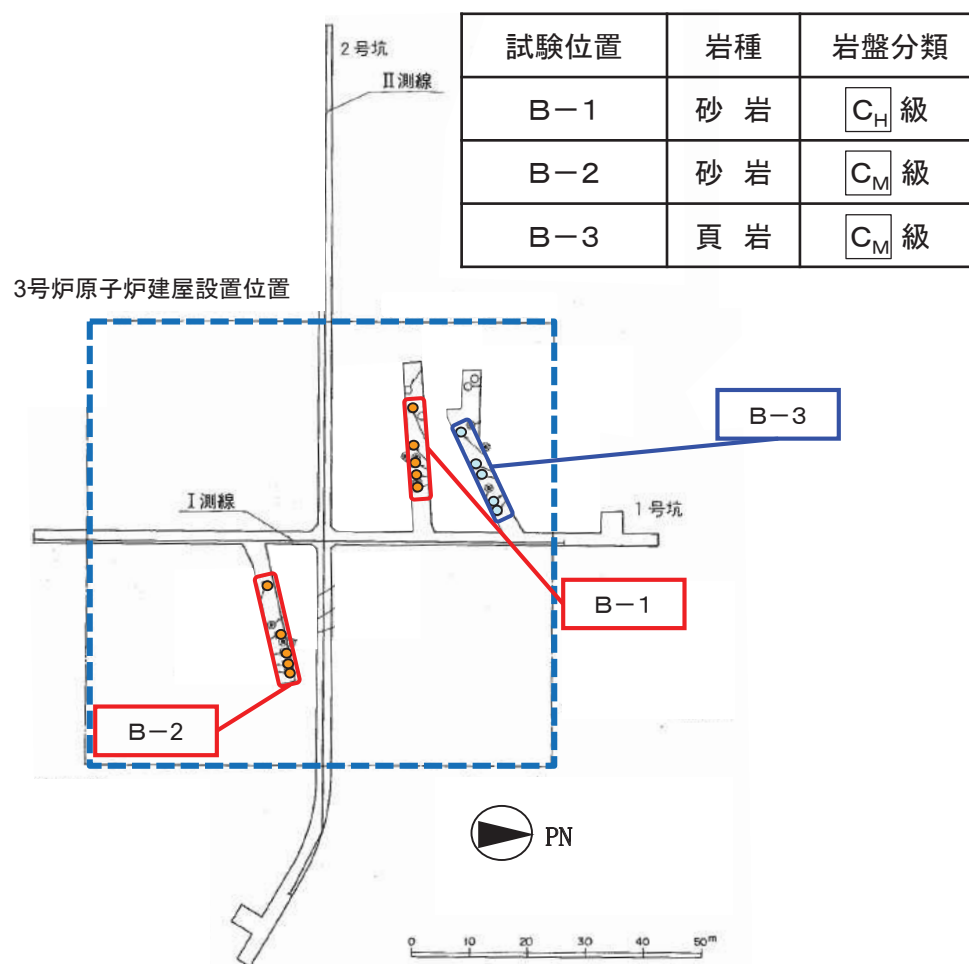 2号坑
Ⅱ測線
試験位置 岩種 岩盤分類
B-1 砂 岩 CH 級
B-2 砂 岩 CM 級
B-3 頁 岩 CM 級
3号炉原子炉建屋設置位置
B-3
Ⅰ測線
1号坑
B-1
B-2
PN
0 10 20 30 40 50m